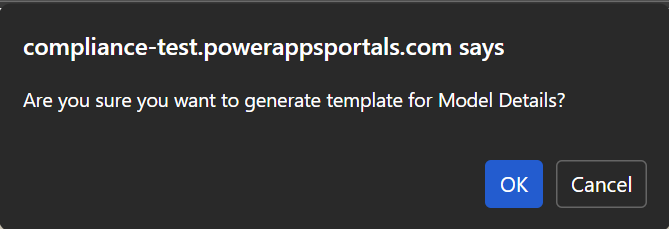 compliance-test.powerappsportals.com says
Are you sure you want to generate template for Model Details?
OK
Cancel